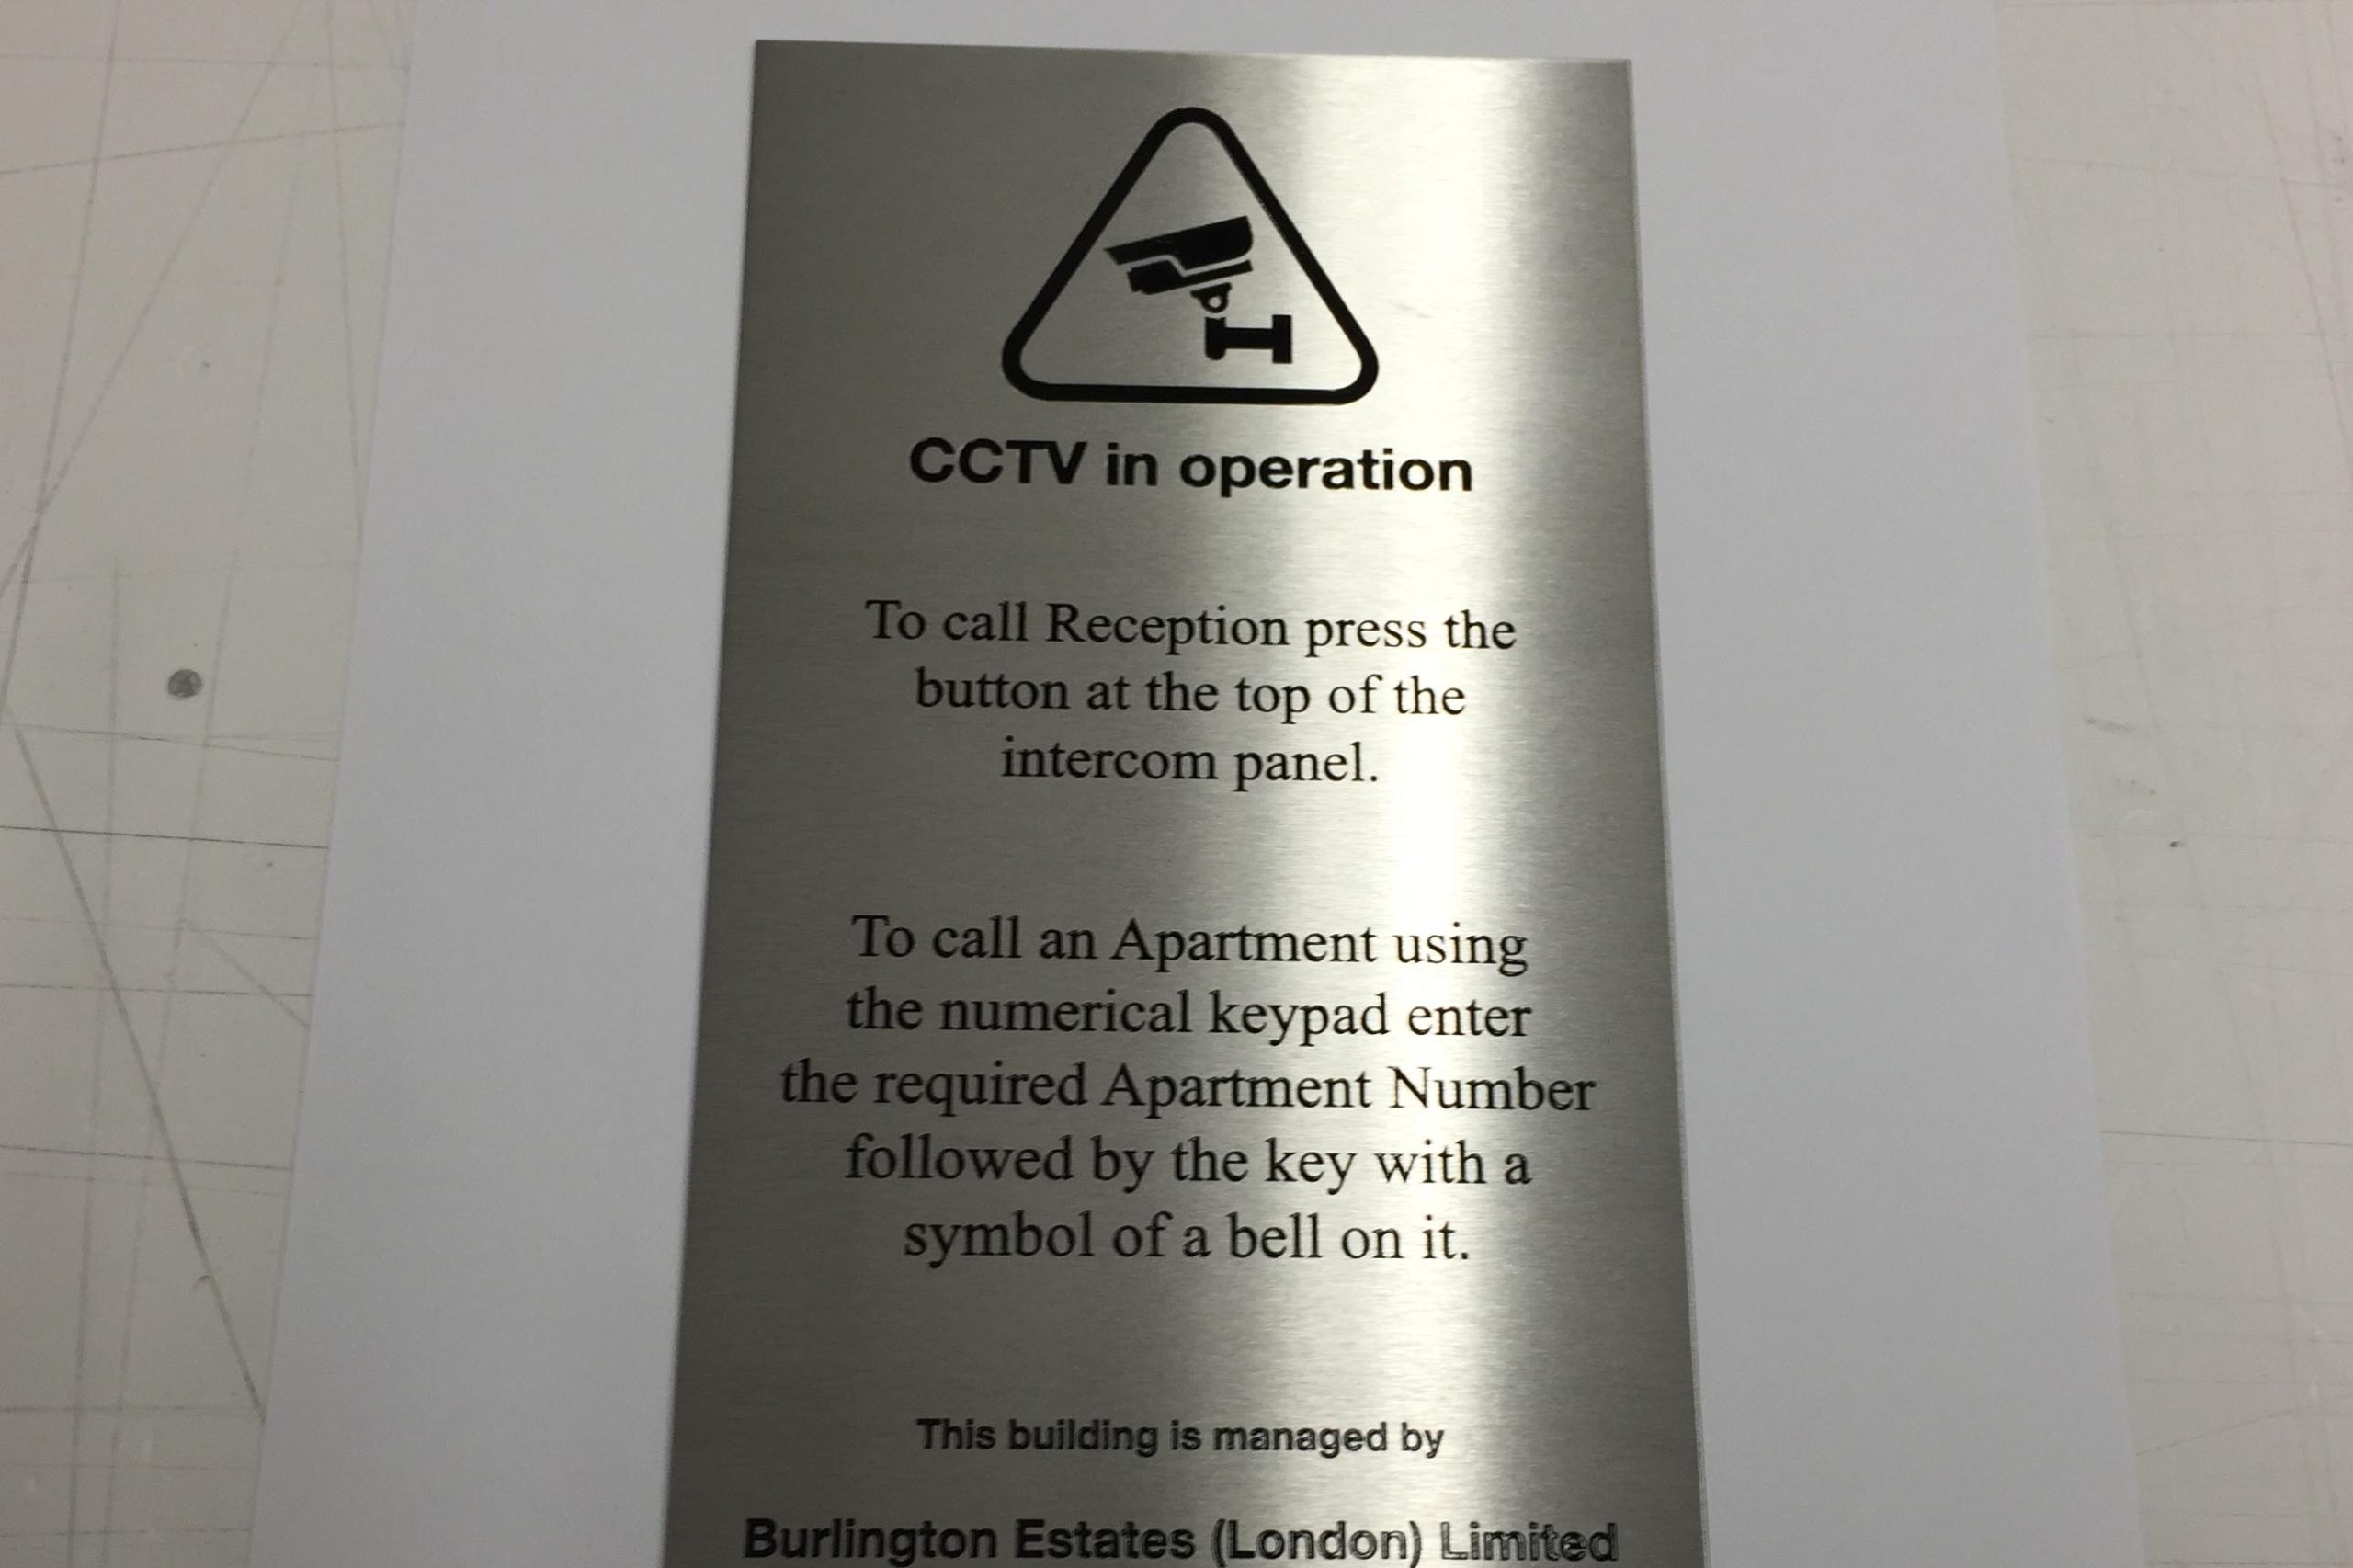 CCTV in operation
To call Reception press the
button at the top of the
intercom panel.
To call an Apartment using
the numerical keypad enter
the required Apartment Number
followed by the key with a
symbol of a bell on it.
This building is managed by
Burlington Estates (London) Limited